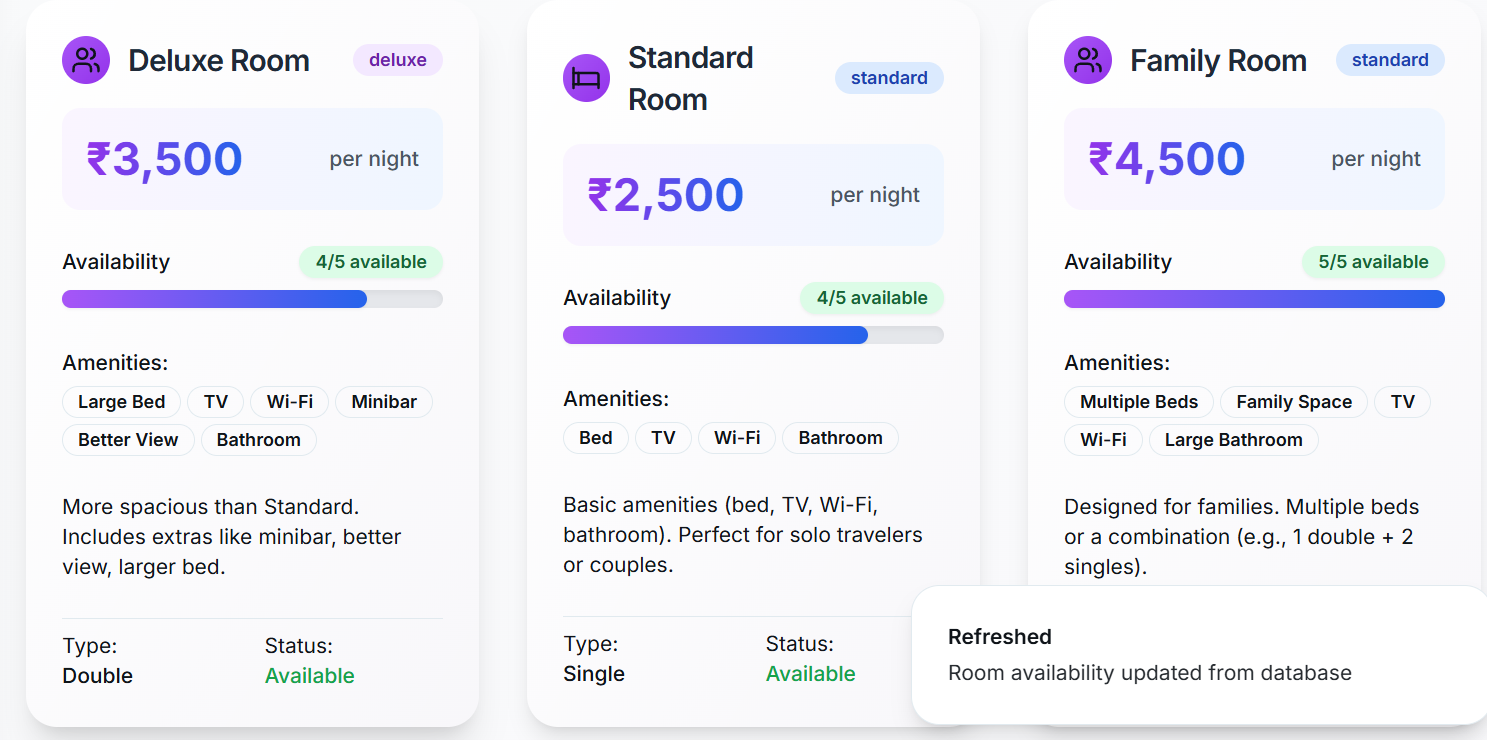 Deluxe Room
deluxe
₹3,500
per night
Availability
4/5 available
Amenities:
Large Bed
TV
Wi-Fi
Minibar
Better View
Bathroom
More spacious than Standard.
Includes extras like minibar, better
view, larger bed.
Type:
Status:
Double
Available
Standard
Room
standard
₹2,500
per night
Availability
4/5 available
Amenities:
Bed
TV
Wi-Fi
Bathroom
Basic amenities (bed, TV, Wi-Fi,
bathroom). Perfect for solo travelers
or couples.
Type:
Status:
Single
Available
Family Room
standard
₹4,500
per night
Availability
5/5 available
Amenities:
Multiple Beds
Family Space
TV
Wi-Fi
Large Bathroom
Designed for families. Multiple beds
or a combination (e.g., 1 double + 2
singles).
Refreshed
Room availability updated from database